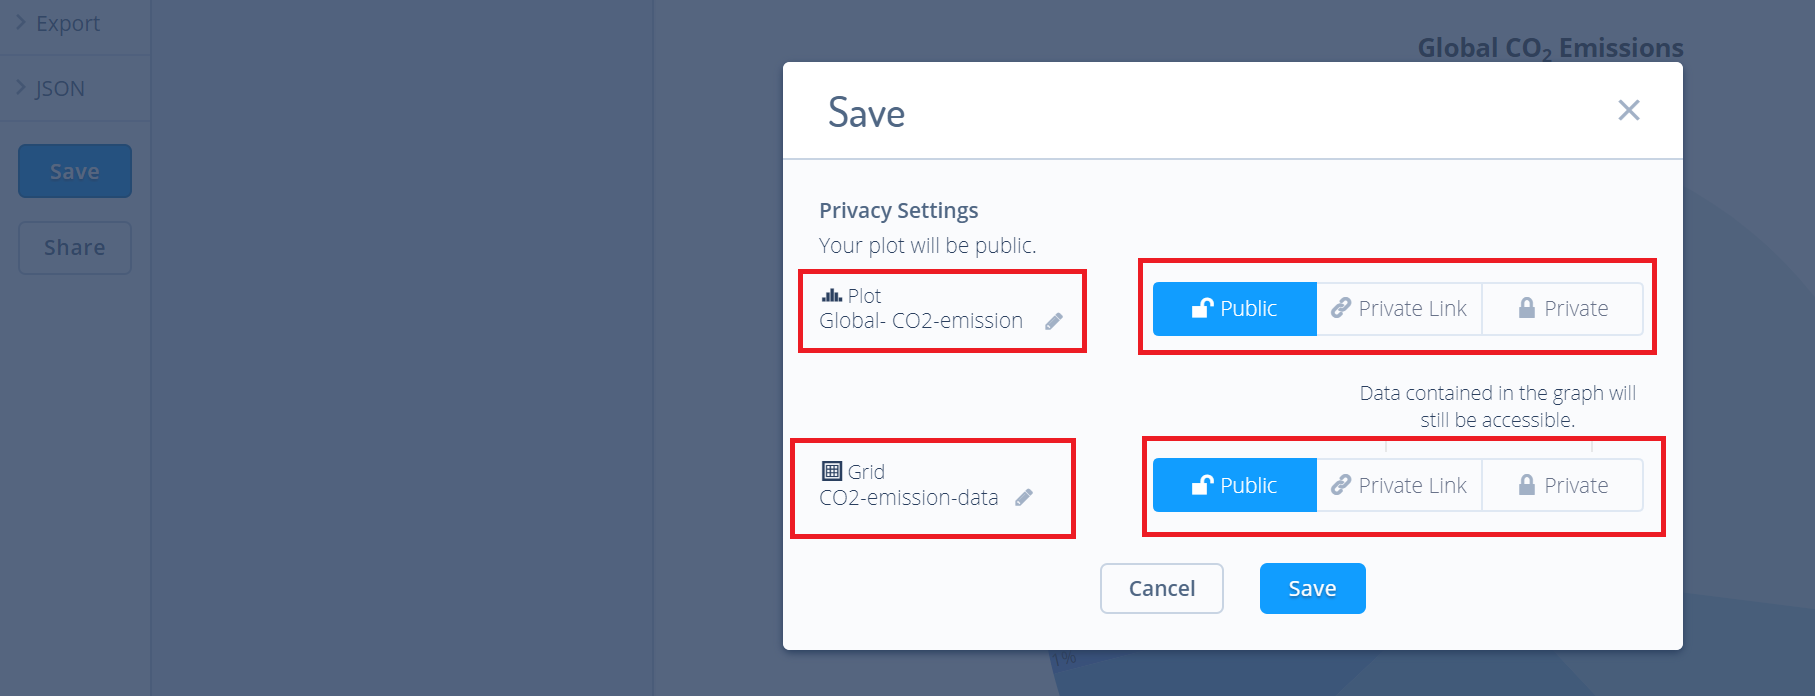 Export
JSON
Save
Share
Global CO₂ Emissions
Save
Privacy Settings
Your plot will be public.
Plot
Global- CO2-emission
Public Private Link Private
Data contained in the graph will
still be accessible.
Grid
CO2-emission-data
Public Private Link Private
Cancel Save
1%